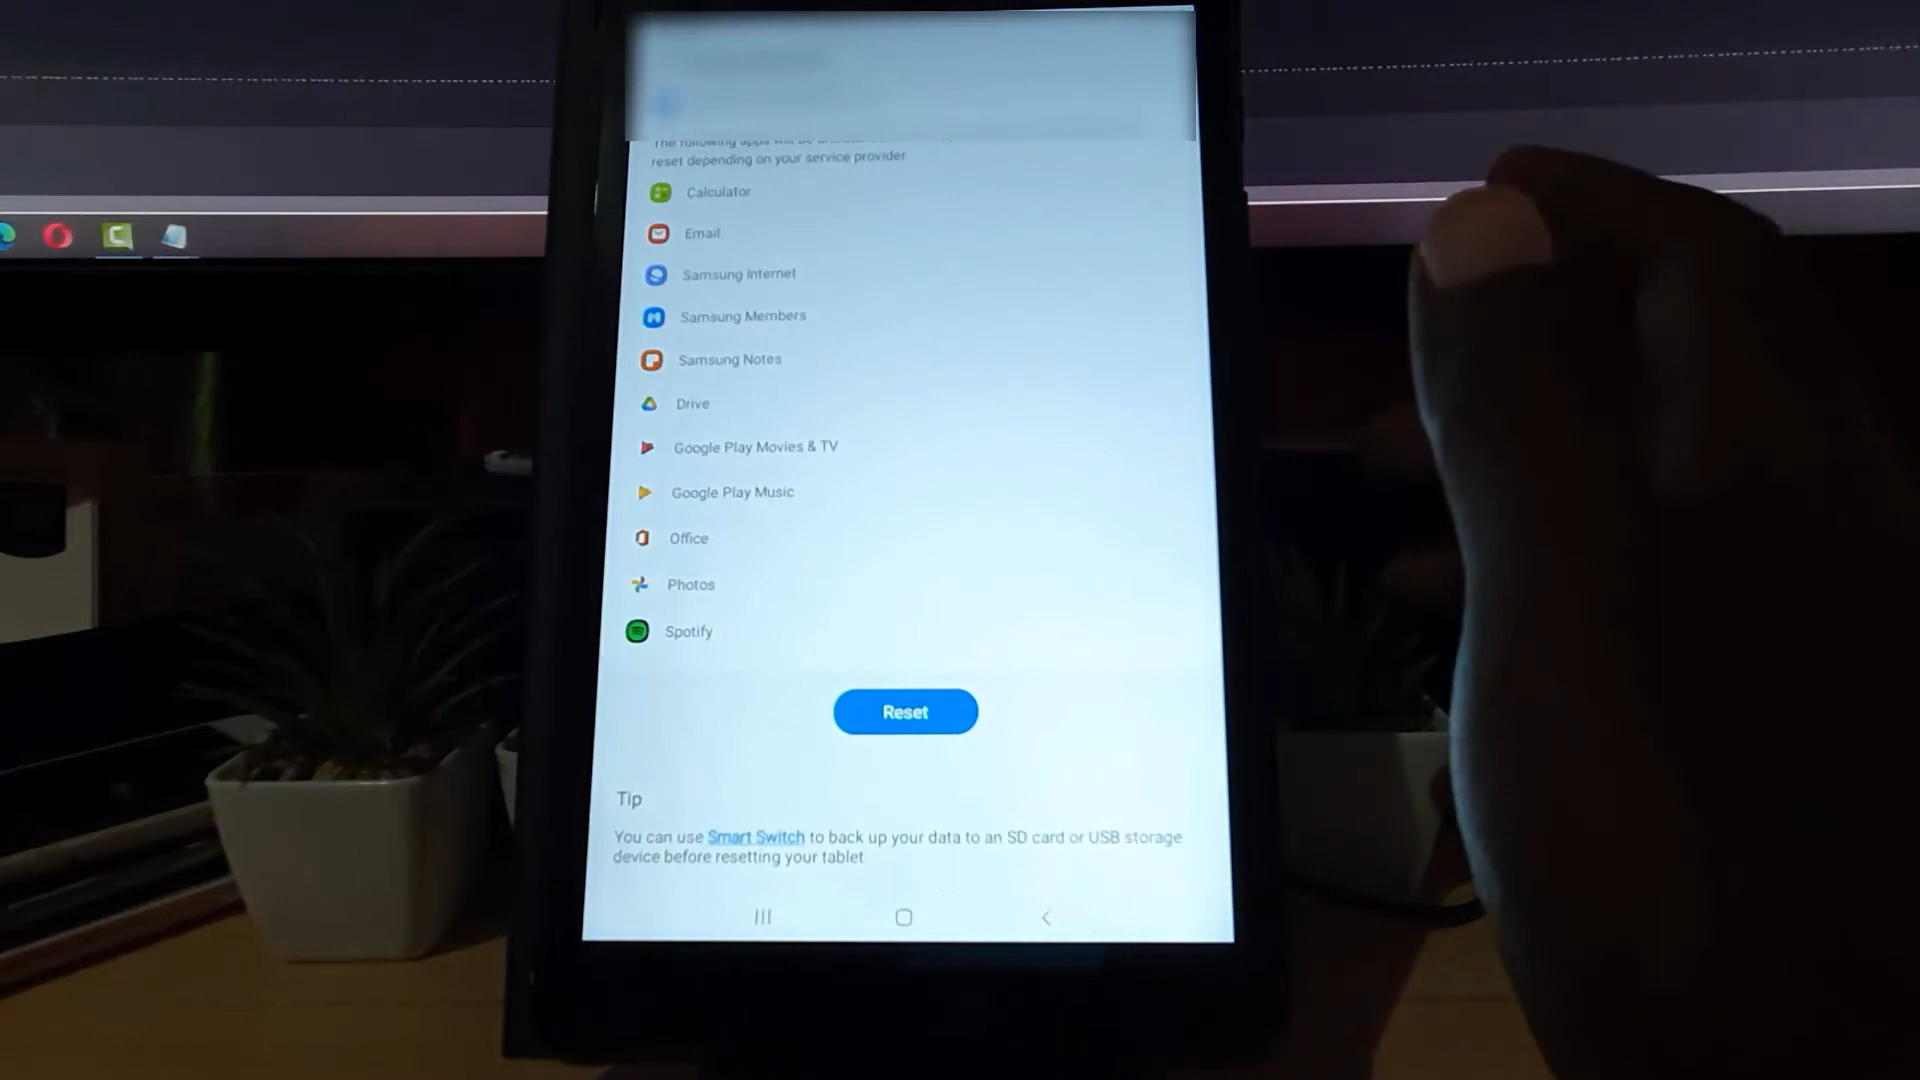 The following apps will be
reset depending on your service provider.
Calculator
Email
Samsung Internet
Samsung Members
Samsung Notes
Drive
Google Play Movies & TV
Google Play Music
Office
Photos
Spotify
Reset
Tip
You can use Smart Switch to back up your data to an SD card or USB storage
device before resetting your tablet